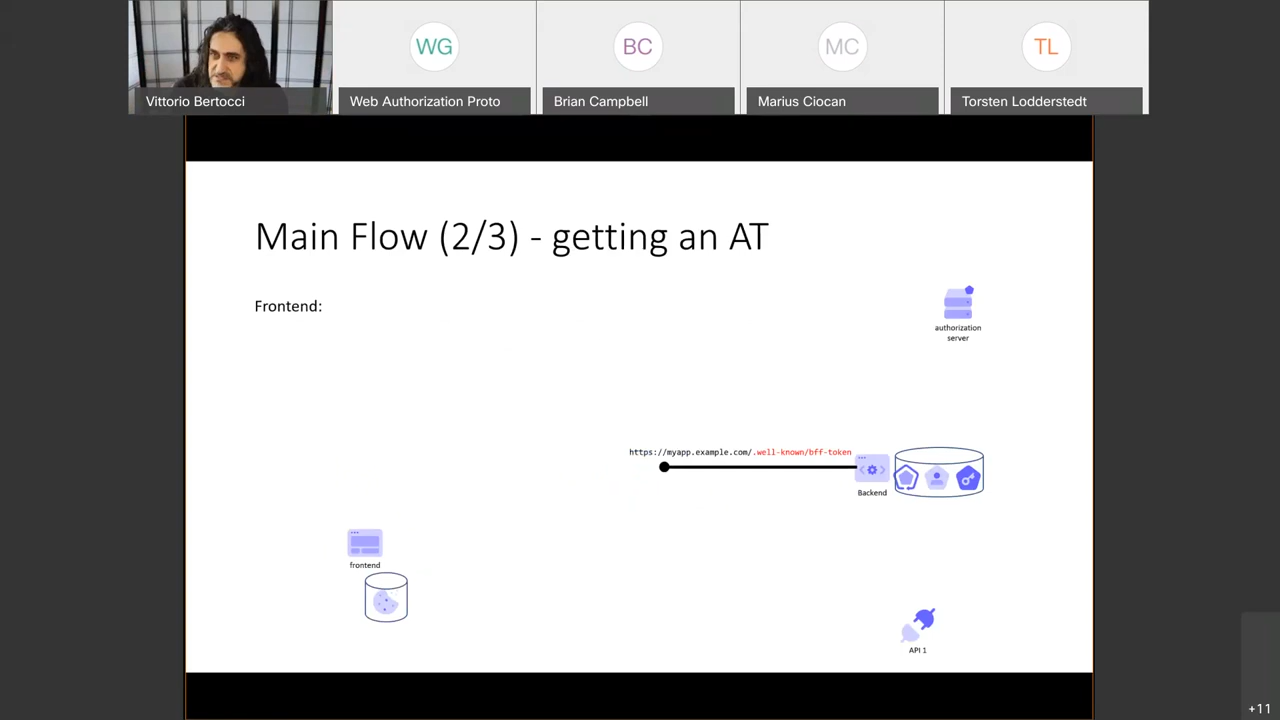 WG
BC
MC
TL
Vittorio Bertocci
Web Authorization Proto
Brian Campbell
Marius Ciocan
Torsten Lodderstedt
Main Flow (2/3) - getting an AT
Frontend:
authorization
server
https://myapp.example.com/.well-known/bff-token
Backend
frontend
API 1
+11